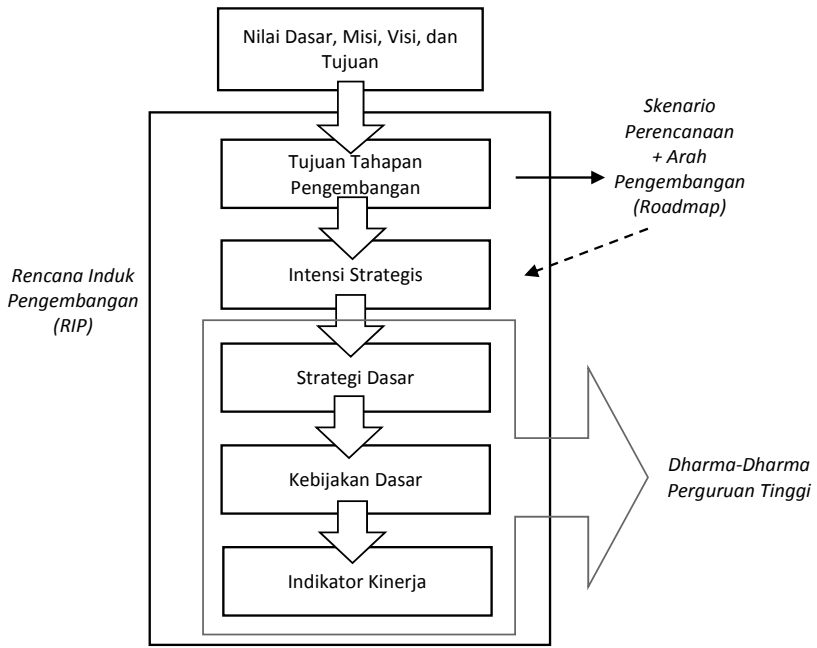 Nilai Dasar, Misi, Visi, dan
Tujuan
Skenario
Perencanaan
+ Arah
Pengembangan
(Roadmap)
Tujuan Tahapan
Pengembangan
Rencana Induk
Pengembangan
(RIP)
Intensi Strategis
Strategi Dasar
Kebijakan Dasar
Dharma-Dharma
Perguruan Tinggi
Indikator Kinerja